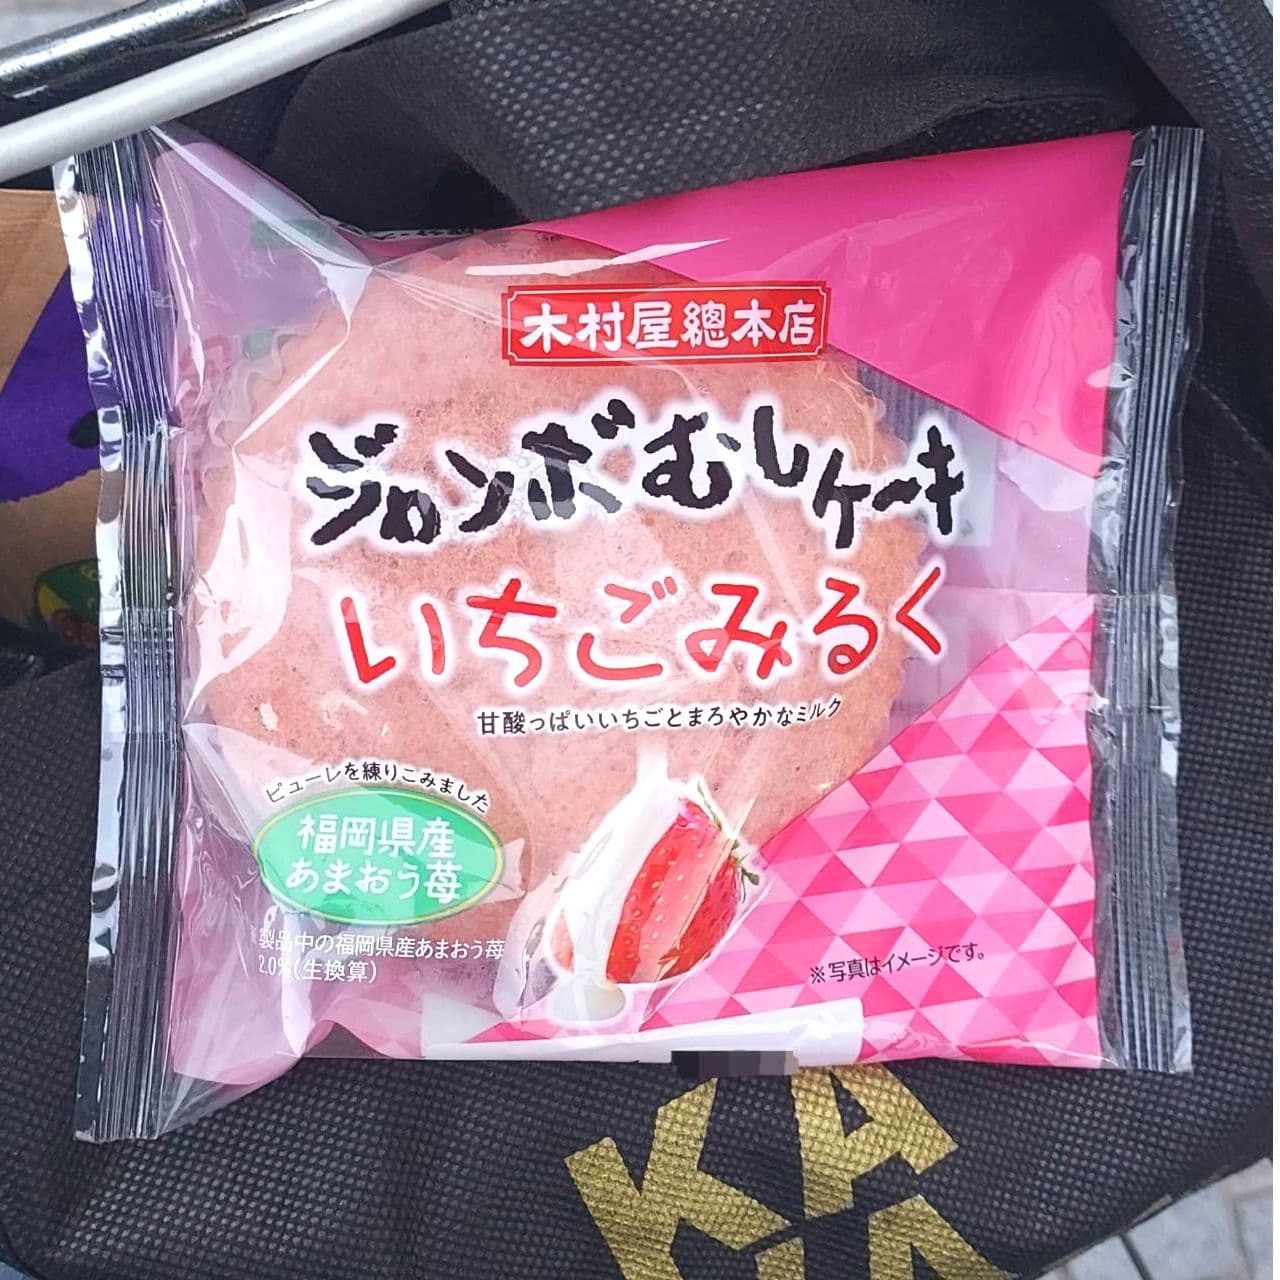 木村屋總本店
ジャンボむしケーキ
いちごみるく
甘酸っぱいいちごとまろやかなミルク
ピューレを練りこみました
福岡県産
あまおう苺
※製品中の福岡県産あまおう苺
2.0%(生換算)
※写真はイメージです。
KA